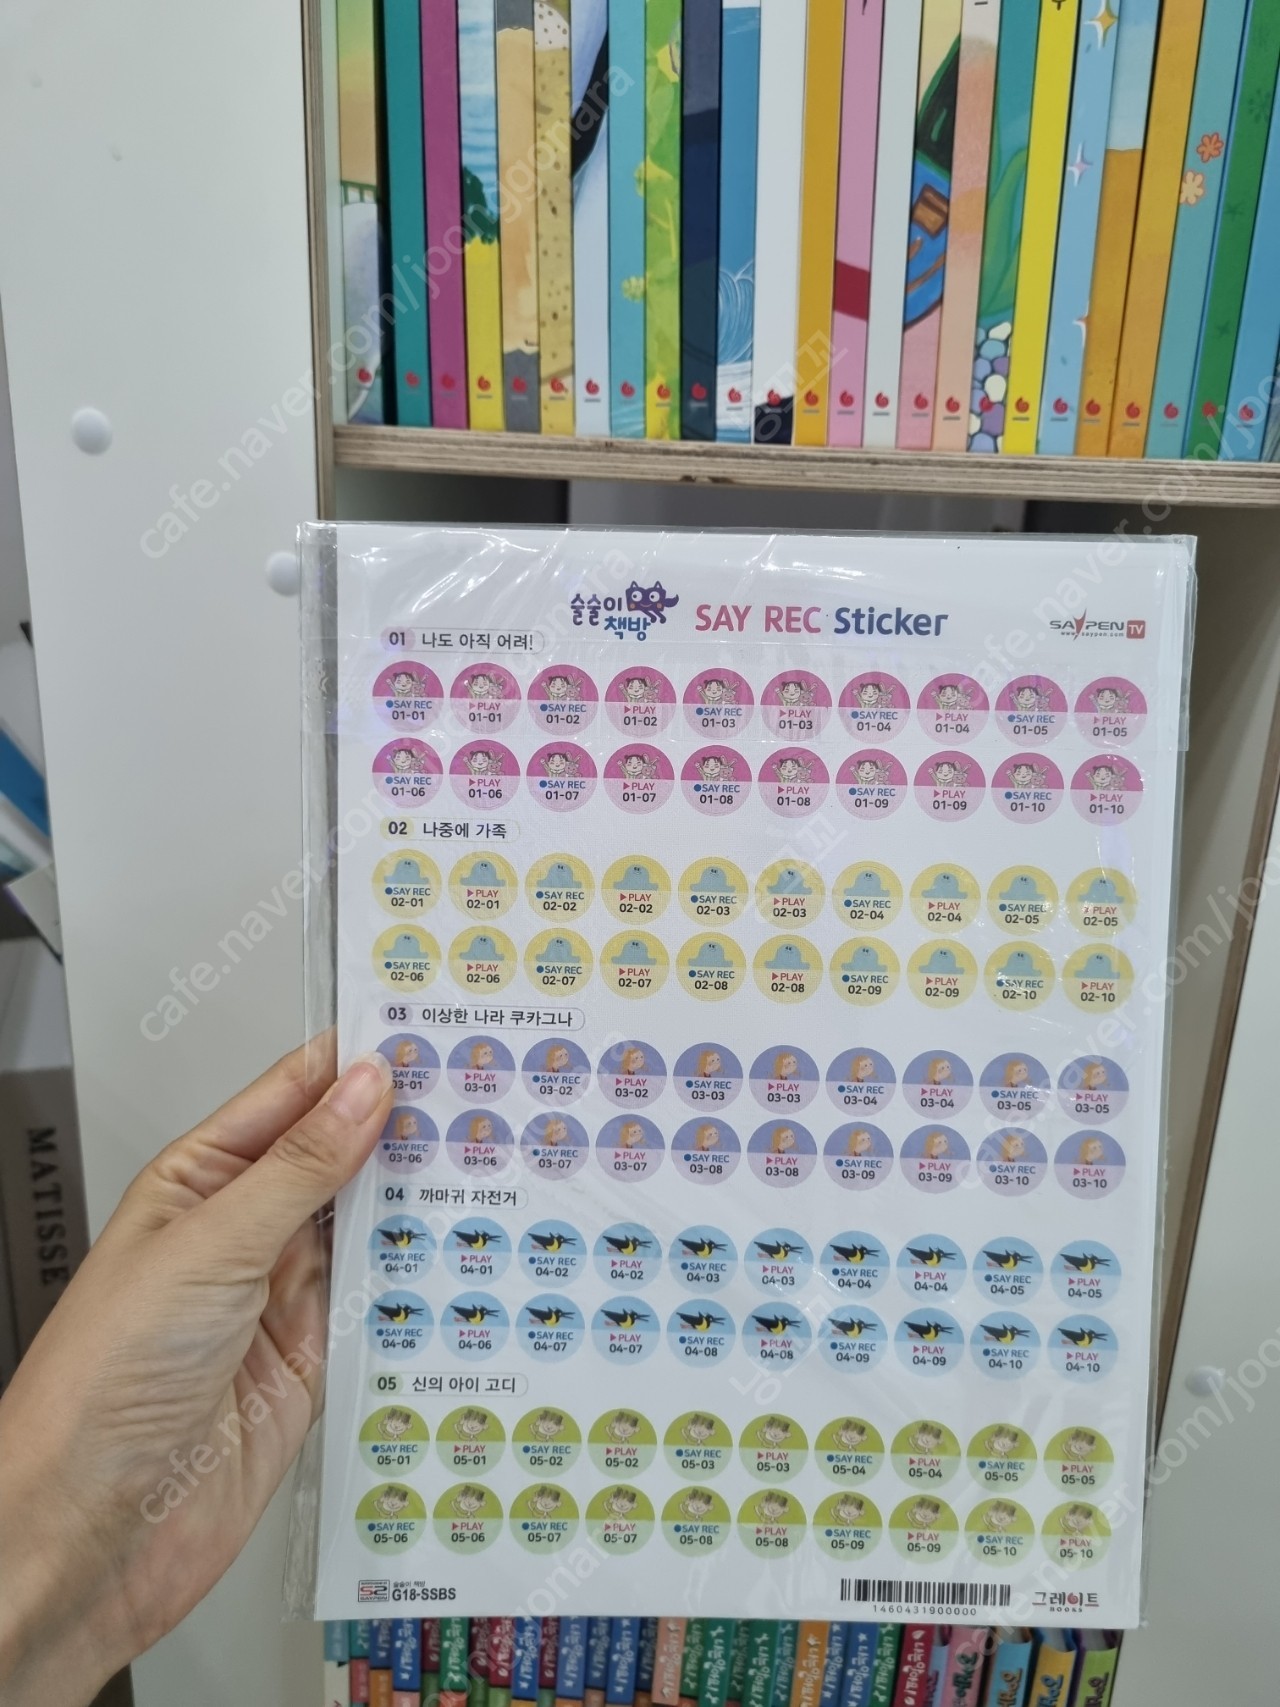 술술이 책방 SAY REC Sticker
SAYPEN TV
www.saypen.com
01 나도 아직 어려!
SAY REC 01-01 PLAY 01-01 SAY REC 01-02 PLAY 01-02 SAY REC 01-03 PLAY 01-03 SAY REC 01-04 PLAY 01-04 SAY REC 01-05 PLAY 01-05
SAY REC 01-06 PLAY 01-06 SAY REC 01-07 PLAY 01-07 SAY REC 01-08 PLAY 01-08 SAY REC 01-09 PLAY 01-09 SAY REC 01-10 PLAY 01-10
02 나중에 가족
SAY REC 02-01 PLAY 02-01 SAY REC 02-02 PLAY 02-02 SAY REC 02-03 PLAY 02-03 SAY REC 02-04 PLAY 02-04 SAY REC 02-05 PLAY 02-05
SAY REC 02-06 PLAY 02-06 SAY REC 02-07 PLAY 02-07 SAY REC 02-08 PLAY 02-08 SAY REC 02-09 PLAY 02-09 SAY REC 02-10 PLAY 02-10
03 이상한 나라 쿠카그나
SAY REC 03-01 PLAY 03-01 SAY REC 03-02 PLAY 03-02 SAY REC 03-03 PLAY 03-03 SAY REC 03-04 PLAY 03-04 SAY REC 03-05 PLAY 03-05
SAY REC 03-06 PLAY 03-06 SAY REC 03-07 PLAY 03-07 SAY REC 03-08 PLAY 03-08 SAY REC 03-09 PLAY 03-09 SAY REC 03-10 PLAY 03-10
04 까마귀 자전거
SAY REC 04-01 PLAY 04-01 SAY REC 04-02 PLAY 04-02 SAY REC 04-03 PLAY 04-03 SAY REC 04-04 PLAY 04-04 SAY REC 04-05 PLAY 04-05
SAY REC 04-06 PLAY 04-06 SAY REC 04-07 PLAY 04-07 SAY REC 04-08 PLAY 04-08 SAY REC 04-09 PLAY 04-09 SAY REC 04-10 PLAY 04-10
05 신의 아이 고디
SAY REC 05-01 PLAY 05-01 SAY REC 05-02 PLAY 05-02 SAY REC 05-03 PLAY 05-03 SAY REC 05-04 PLAY 05-04 SAY REC 05-05 PLAY 05-05
SAY REC 05-06 PLAY 05-06 SAY REC 05-07 PLAY 05-07 SAY REC 05-08 PLAY 05-08 SAY REC 05-09 PLAY 05-09 SAY REC 05-10 PLAY 05-10
술술이 책방
G18-SSBS
1460431900000
그레이트 BOOKS
MATISSE
cafe.naver.com/joonggonara